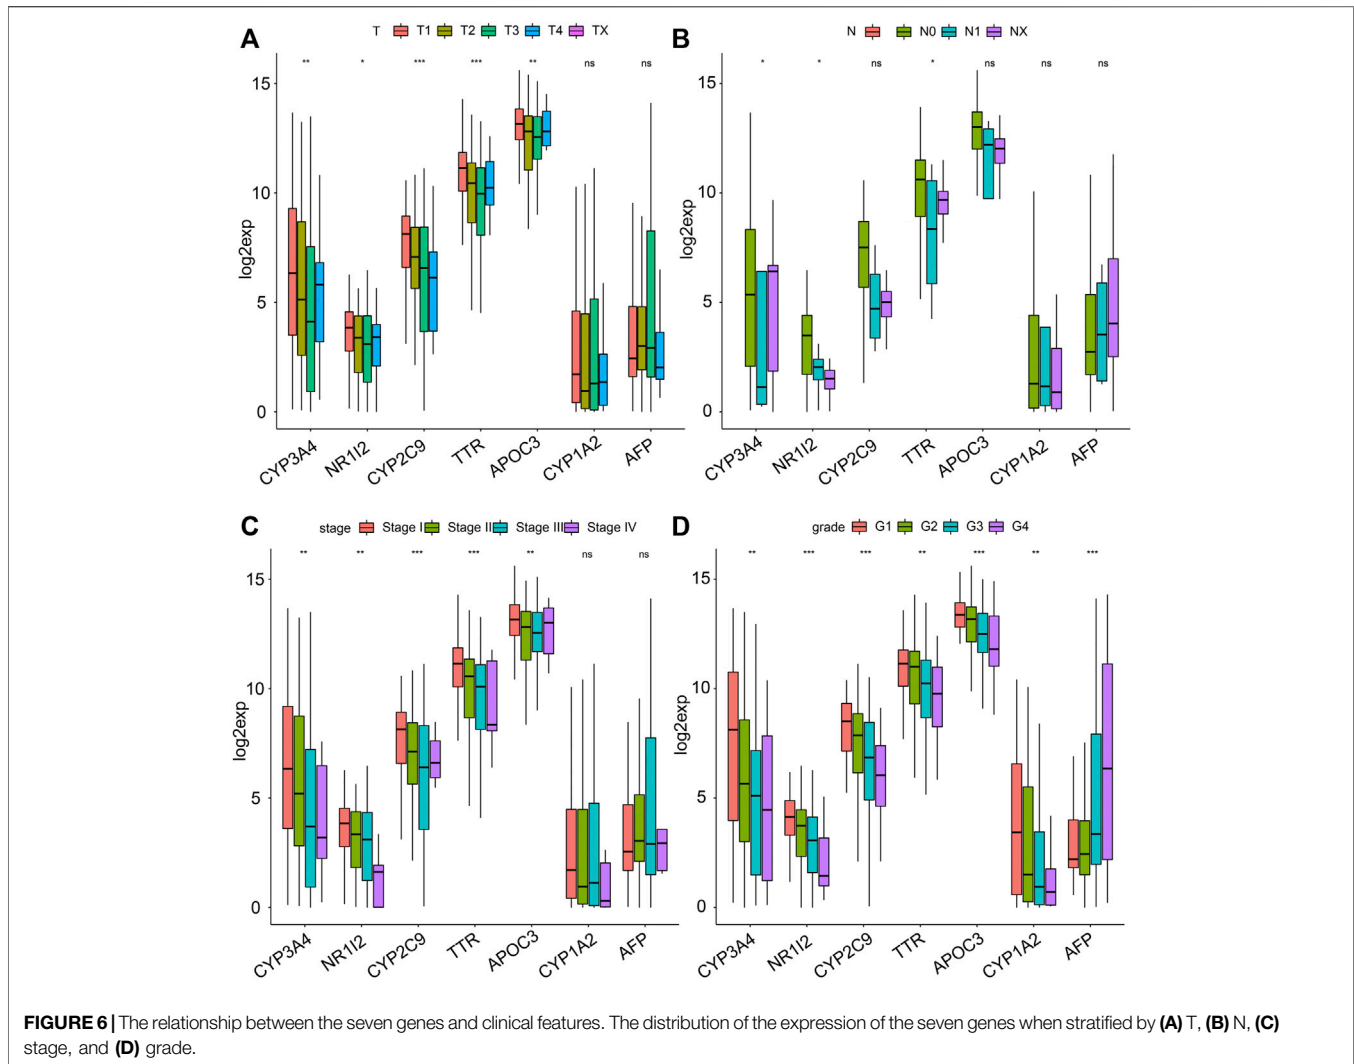 A
T T1 T2 T3 T4 TX
** * *** *** ** ns ns
15
10
5
0
log2exp
CYP3A4 NR1I2 CYP2C9 TTR APOC3 CYP1A2 AFP
B
N N0 N1 NX
* * ns * ns ns ns
15
10
5
0
log2exp
CYP3A4 NR1I2 CYP2C9 TTR APOC3 CYP1A2 AFP
C
stage Stage I Stage II Stage III Stage IV
** ** *** *** ** ns ns
15
10
5
0
log2exp
CYP3A4 NR1I2 CYP2C9 TTR APOC3 CYP1A2 AFP
D
grade G1 G2 G3 G4
** *** *** ** *** ** ***
15
10
5
0
log2exp
CYP3A4 NR1I2 CYP2C9 TTR APOC3 CYP1A2 AFP
FIGURE 6 | The relationship between the seven genes and clinical features. The distribution of the expression of the seven genes when stratified by (A) T, (B) N, (C)
stage, and (D) grade.